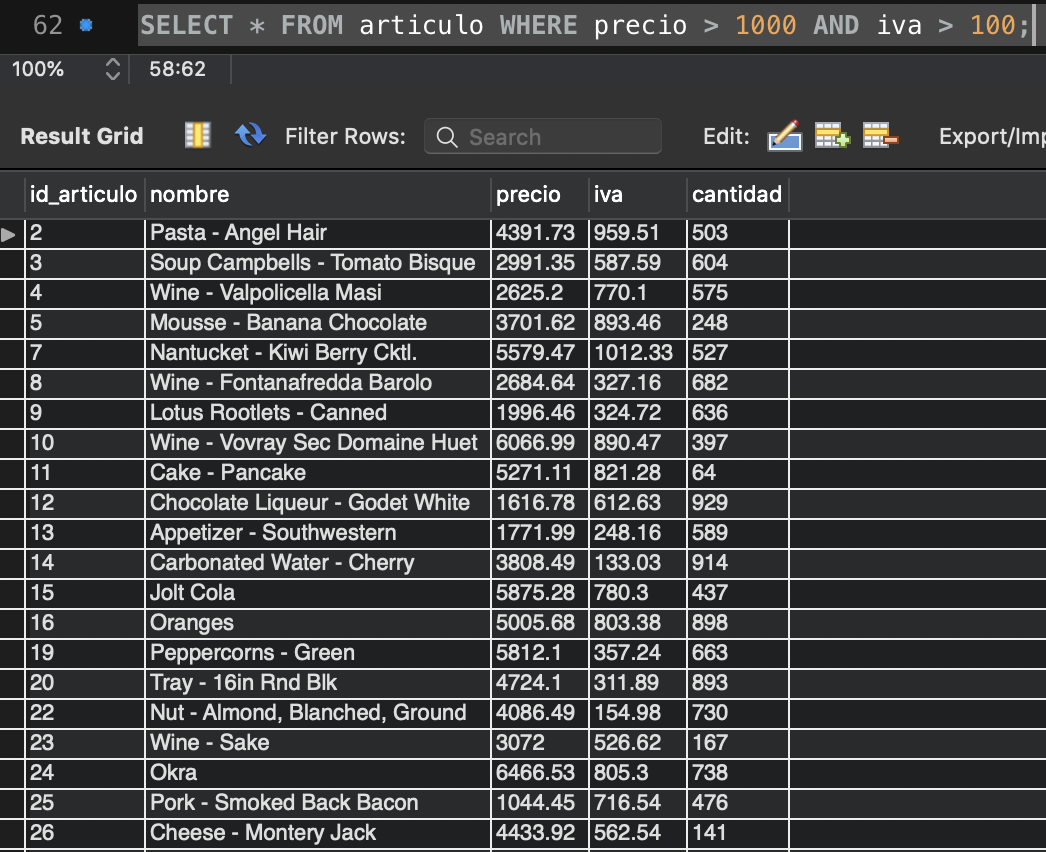 62 SELECT * FROM articulo WHERE precio > 1000 AND iva > 100;
100% 58:62
Result Grid Filter Rows: Search Edit: Export/Imp
id_articulo nombre precio iva cantidad
2 Pasta - Angel Hair 4391.73 959.51 503
3 Soup Campbells - Tomato Bisque 2991.35 587.59 604
4 Wine - Valpolicella Masi 2625.2 770.1 575
5 Mousse - Banana Chocolate 3701.62 893.46 248
7 Nantucket - Kiwi Berry Cktl. 5579.47 1012.33 527
8 Wine - Fontanafredda Barolo 2684.64 327.16 682
9 Lotus Rootlets - Canned 1996.46 324.72 636
10 Wine - Vovray Sec Domaine Huet 6066.99 890.47 397
11 Cake - Pancake 5271.11 821.28 64
12 Chocolate Liqueur - Godet White 1616.78 612.63 929
13 Appetizer - Southwestern 1771.99 248.16 589
14 Carbonated Water - Cherry 3808.49 133.03 914
15 Jolt Cola 5875.28 780.3 437
16 Oranges 5005.68 803.38 898
19 Peppercorns - Green 5812.1 357.24 663
20 Tray - 16in Rnd Blk 4724.1 311.89 893
22 Nut - Almond, Blanched, Ground 4086.49 154.98 730
23 Wine - Sake 3072 526.62 167
24 Okra 6466.53 805.3 738
25 Pork - Smoked Back Bacon 1044.45 716.54 476
26 Cheese - Montery Jack 4433.92 562.54 141